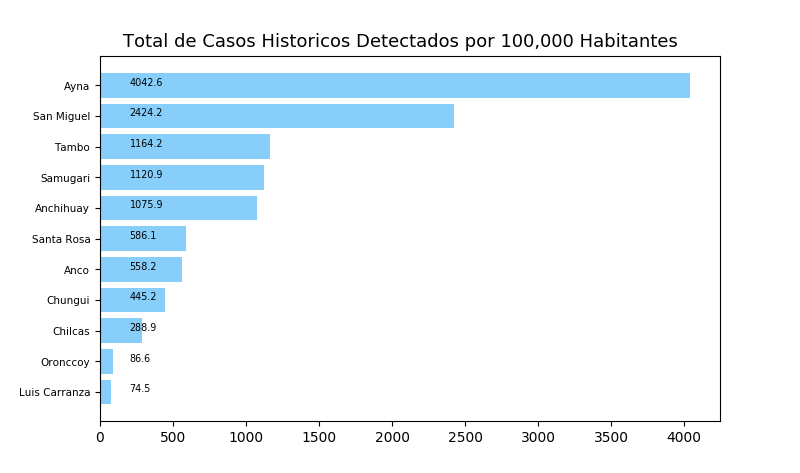 Total de Casos Historicos Detectados por 100,000 Habitantes
Ayna 4042.6
San Miguel 2424.2
Tambo 1164.2
Samugari 1120.9
Anchihuay 1075.9
Santa Rosa 586.1
Anco 558.2
Chungui 445.2
Chilcas 288.9
Oronccoy 86.6
Luis Carranza 74.5
0 500 1000 1500 2000 2500 3000 3500 4000